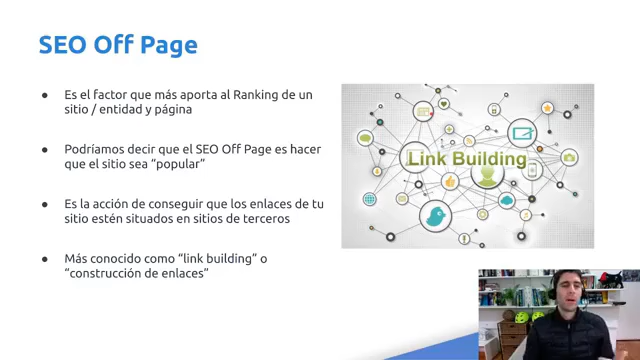 SEO Off Page
● Es el factor que más aporta al Ranking de un
sitio / entidad y página
● Podríamos decir que el SEO Off Page es hacer
que el sitio sea “popular”
● Es la acción de conseguir que los enlaces de tu
sitio estén situados en sitios de terceros
● Más conocido como “link building” o
“construcción de enlaces”
Link Building